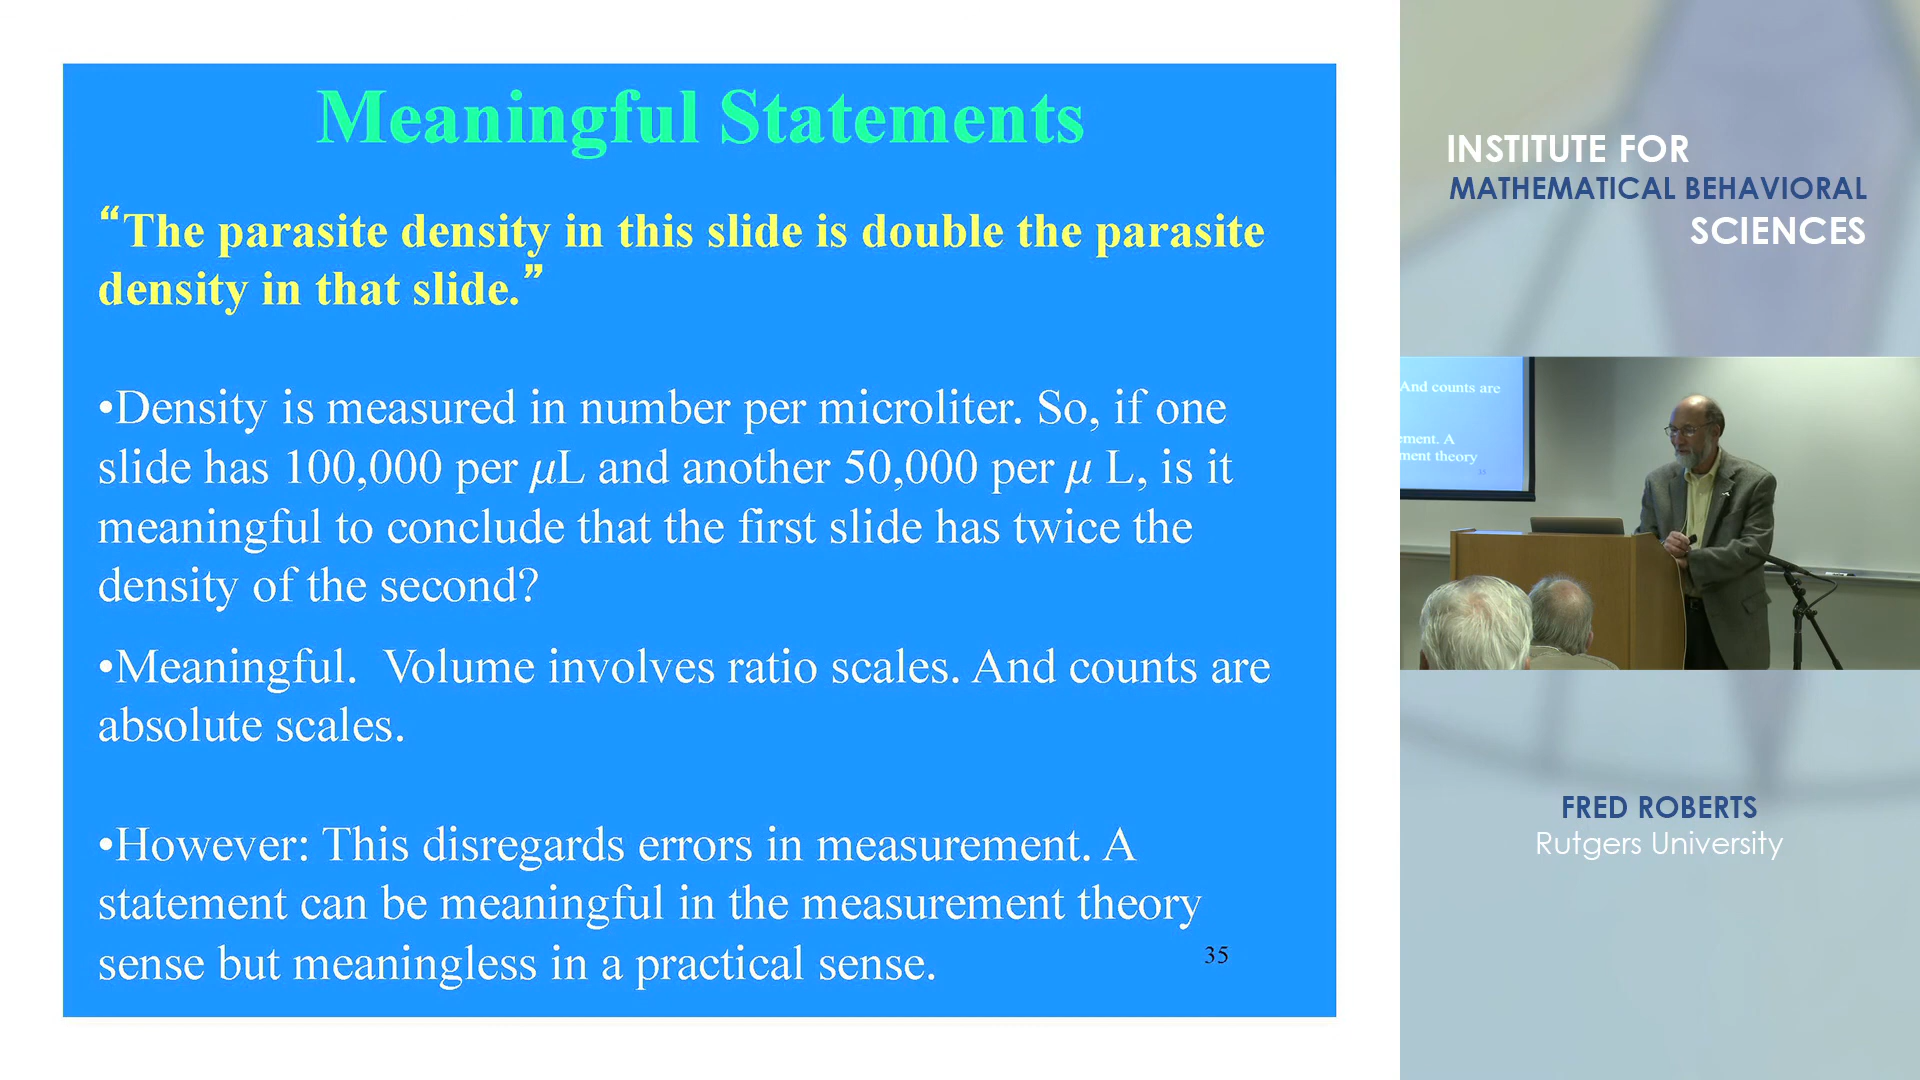 Meaningful Statements
“The parasite density in this slide is double the parasite
density in that slide.”
•Density is measured in number per microliter. So, if one
slide has 100,000 per μL and another 50,000 per μ L, is it
meaningful to conclude that the first slide has twice the
density of the second?
•Meaningful.  Volume involves ratio scales. And counts are
absolute scales.
•However: This disregards errors in measurement. A
statement can be meaningful in the measurement theory
sense but meaningless in a practical sense.
35
INSTITUTE FOR
MATHEMATICAL BEHAVIORAL
SCIENCES
And counts are
ement. A
ment theory
35
FRED ROBERTS
Rutgers University